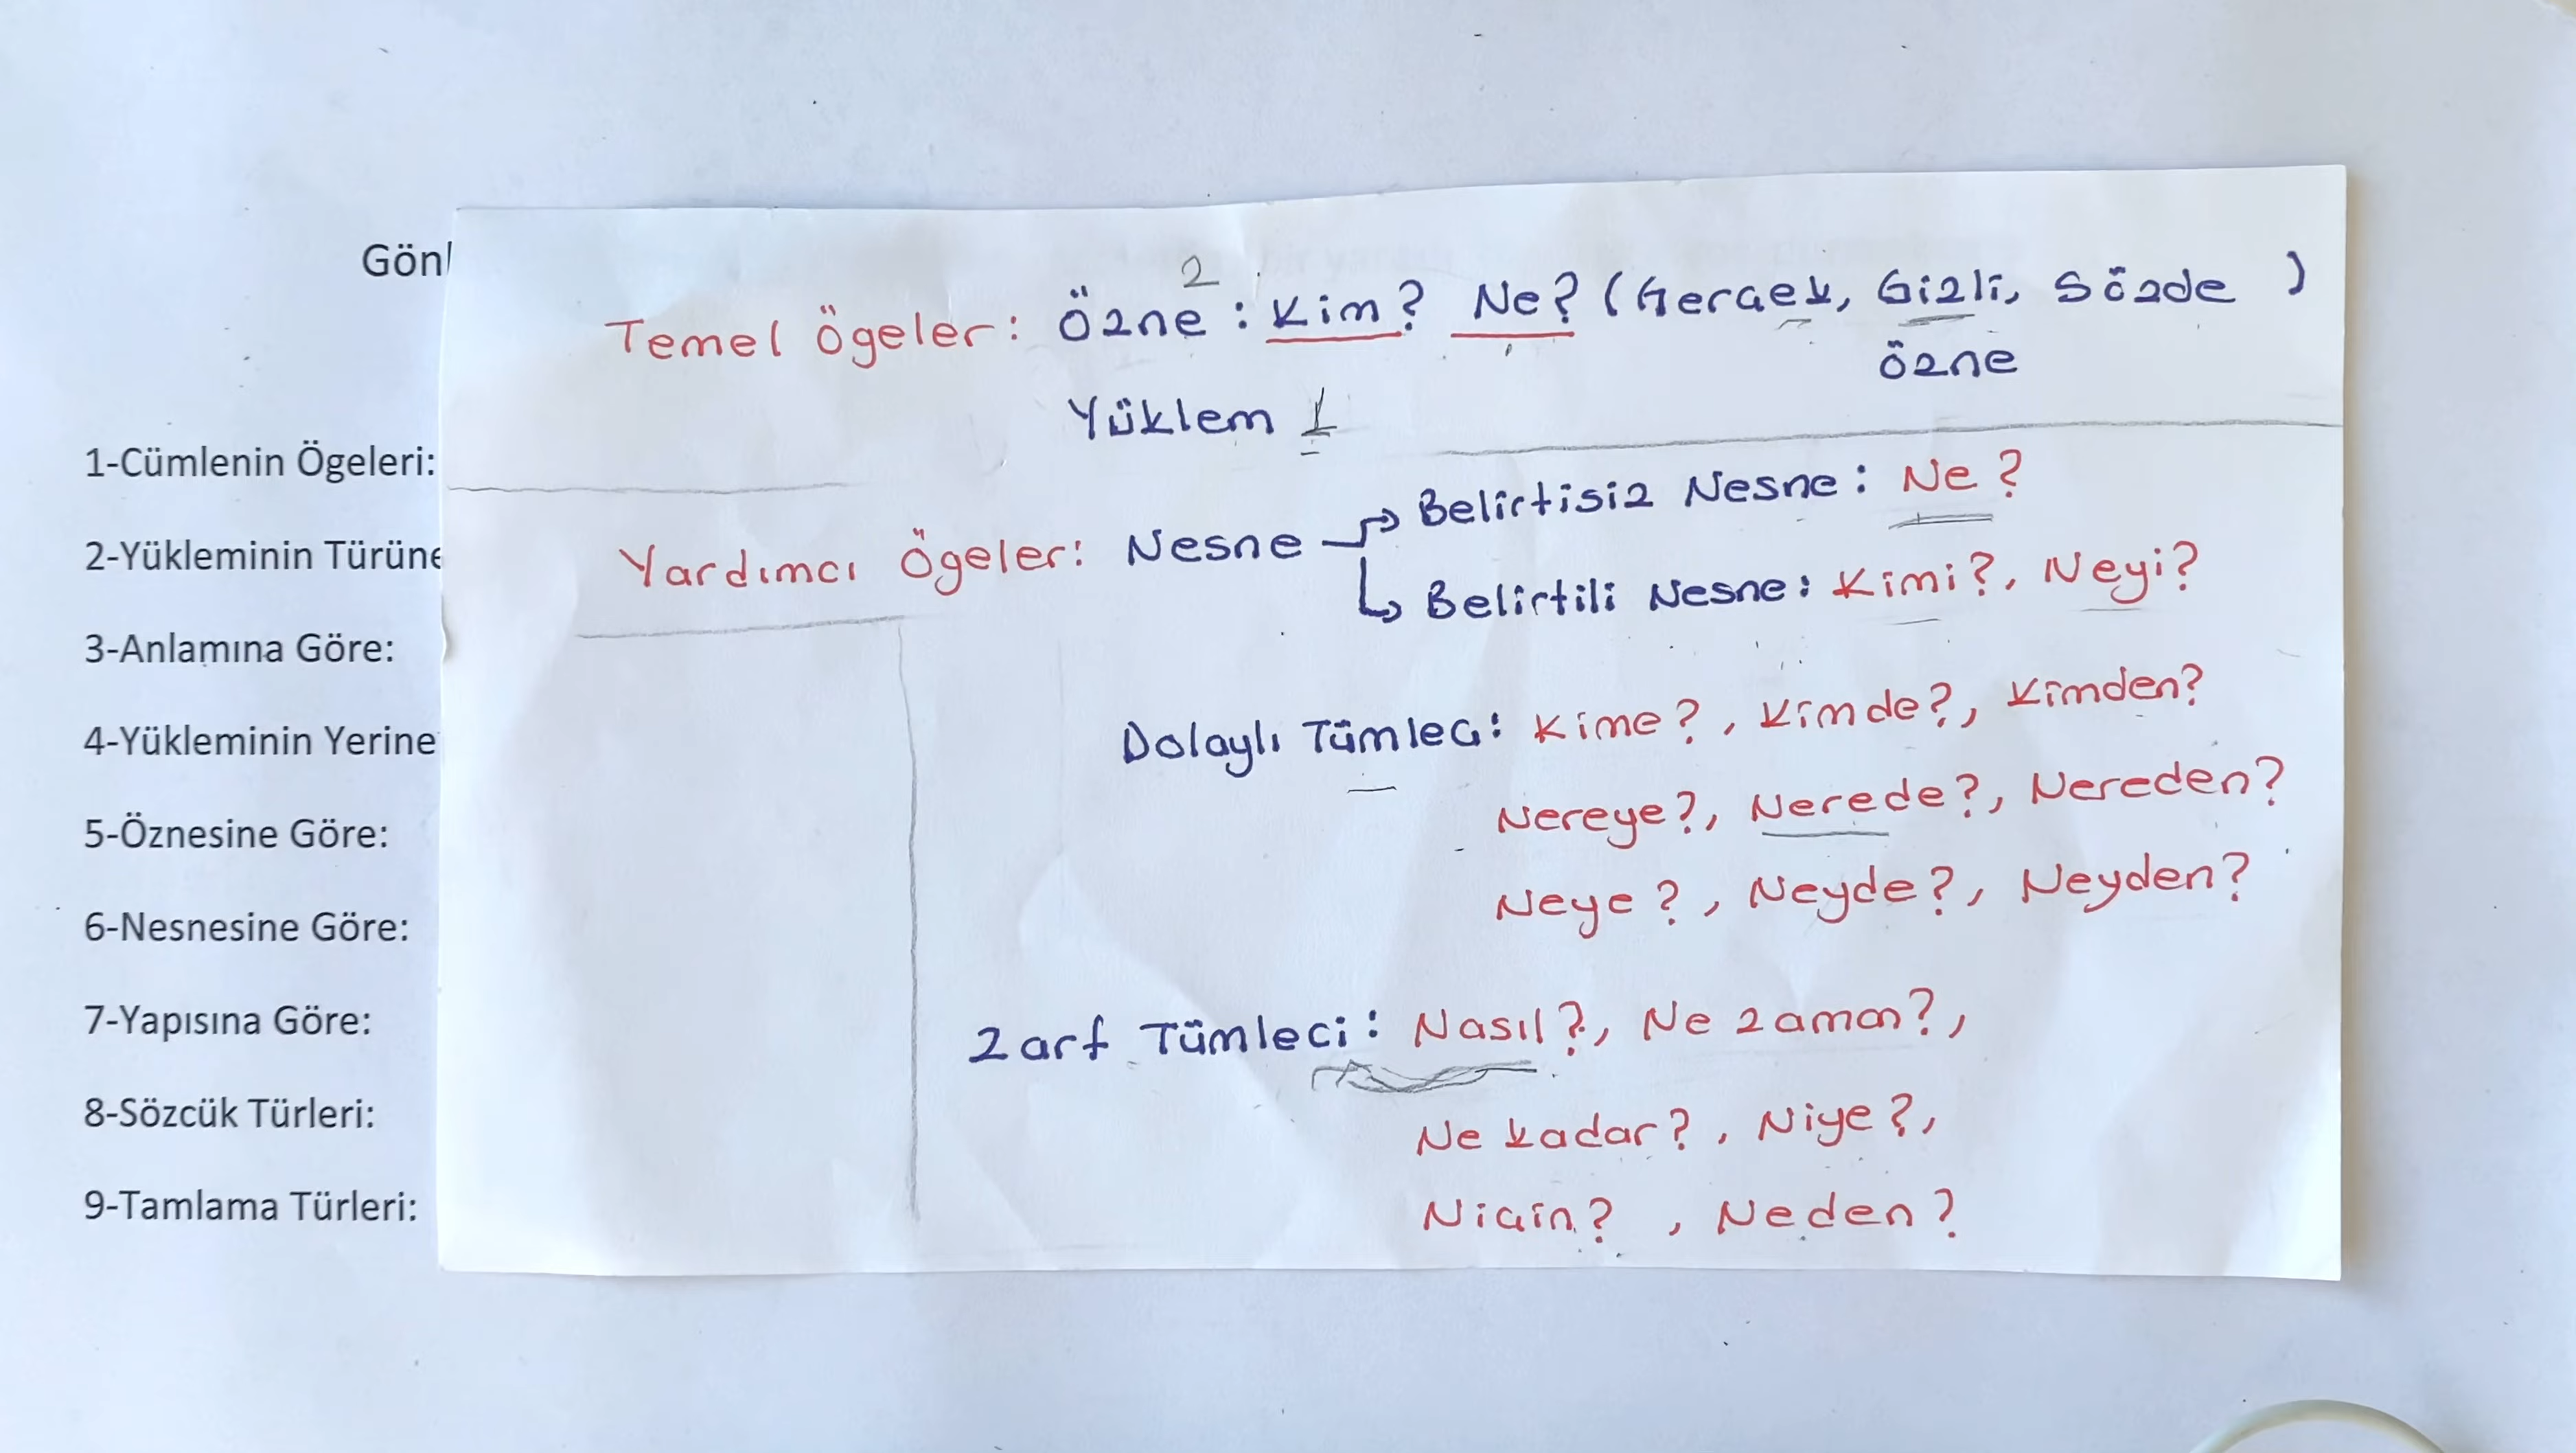 Gönl
Temel Ögeler: Özne : Kim? Ne? (Gerçek, Gizli, Sözde )
2
özne
Yüklem 1
Yardımcı Ögeler: Nesne
Belirtisiz Nesne: Ne?
Belirtili Nesne: Kimi?, Neyi?
Dolaylı Tümleç: Kime?, Kimde?, Kimden?
Nereye?, Nerede?, Nereden?
Neye?, Neyde?, Neyden?
Zarf Tümleci: Nasıl?, Ne zaman?,
Ne kadar?, Niye?,
Niçin?, Neden?
1-Cümlenin Ögeleri:
2-Yükleminin Türüne
3-Anlamına Göre:
4-Yükleminin Yerine
5-Öznesine Göre:
6-Nesnesine Göre:
7-Yapısına Göre:
8-Sözcük Türleri:
9-Tamlama Türleri: